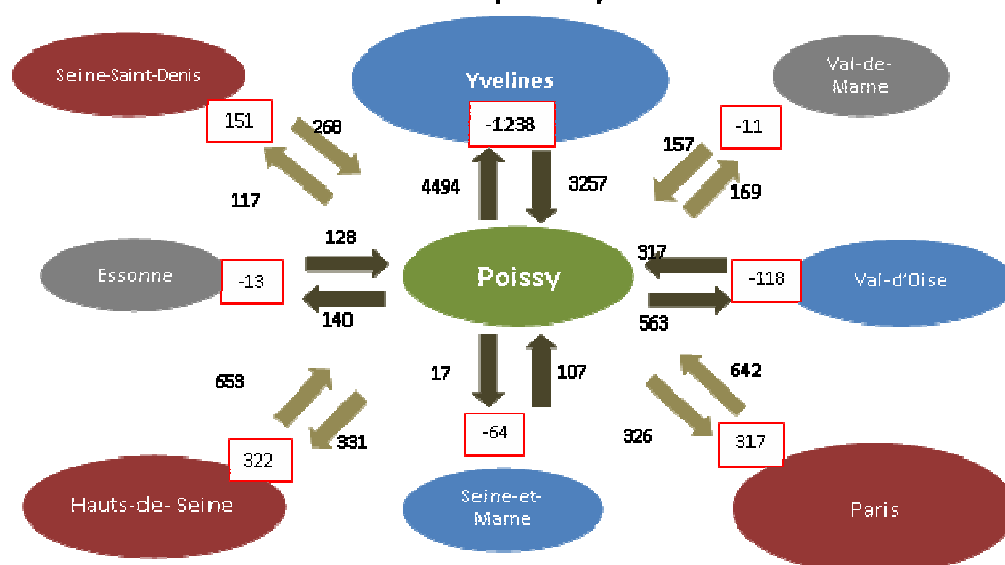 Seine-Saint-Denis
Yvelines
Val-de-
Marne
151
-1238
-11
268
157
117
4494
3257
169
128
317
Essonne
-13
Poissy
-118
Val-d'Oise
140
563
653
17
107
642
331
-64
326
317
322
Hauts-de- Seine
Seine-et-
Marne
Paris